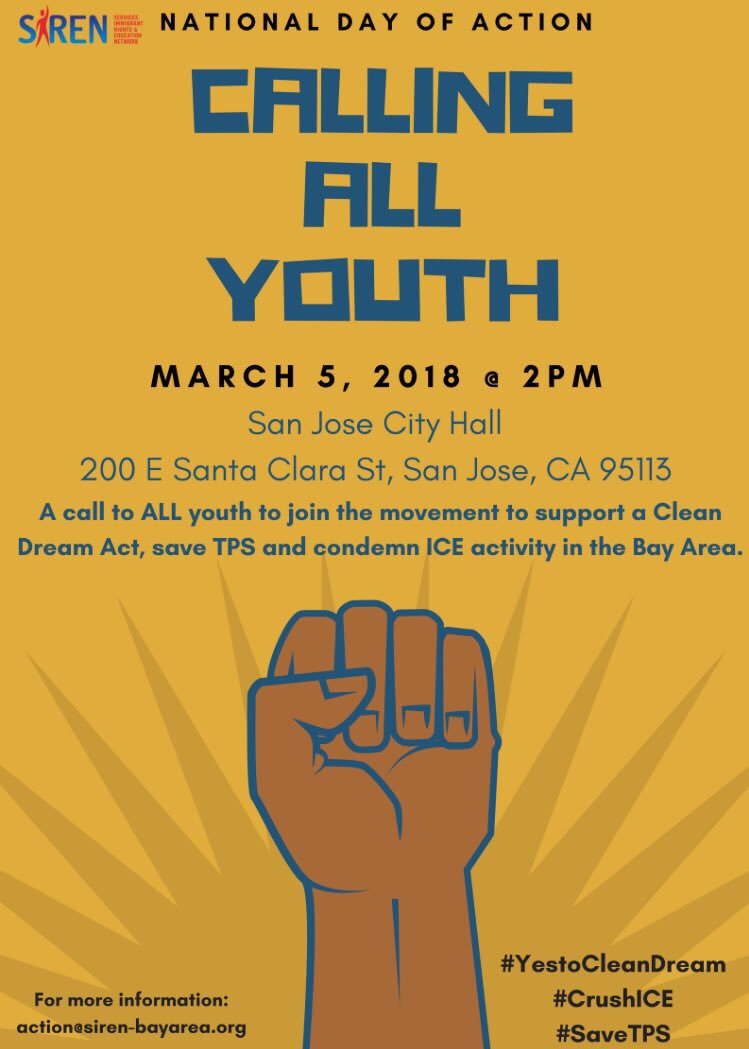 SIREN
SERVICES
IMMIGRANT
RIGHTS &
EDUCATION
NETWORK
NATIONAL DAY OF ACTION
CALLING
ALL
YOUTH
MARCH 5, 2018 @ 2PM
San Jose City Hall
200 E Santa Clara St, San Jose, CA 95113
A call to ALL youth to join the movement to support a Clean
Dream Act, save TPS and condemn ICE activity in the Bay Area.
#YestoCleanDream
#CrushICE
#SaveTPS
For more information:
action@siren-bayarea.org